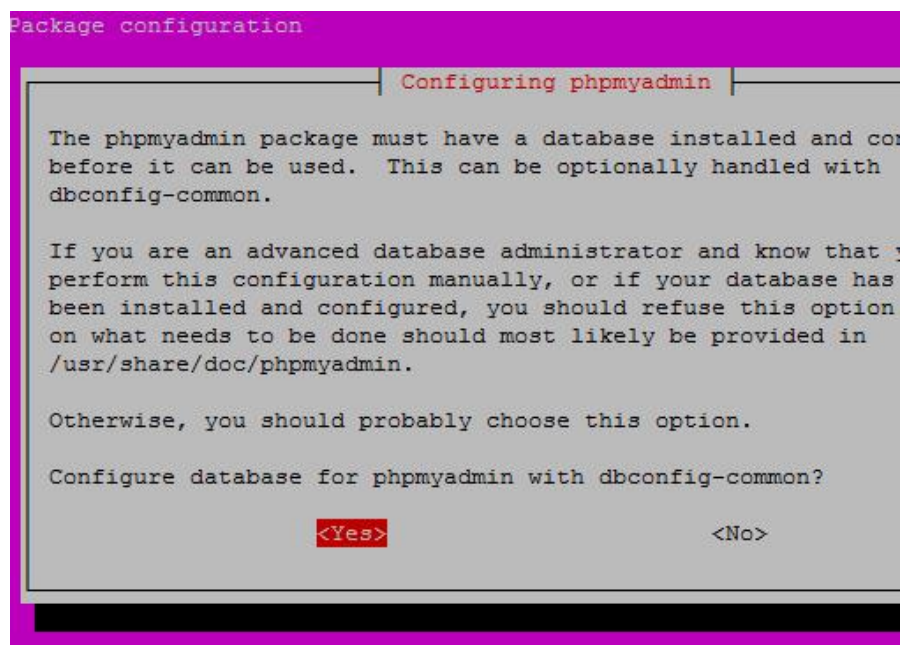 Package configuration
Configuring phpmyadmin
The phpmyadmin package must have a database installed and
before it can be used.  This can be optionally handled with
dbconfig-common.
If you are an advanced database administrator and know that
perform this configuration manually, or if your database has
been installed and configured, you should refuse this option
on what needs to be done should most likely be provided in
/usr/share/doc/phpmyadmin.
Otherwise, you should probably choose this option.
Configure database for phpmyadmin with dbconfig-common?
<Yes> <No>